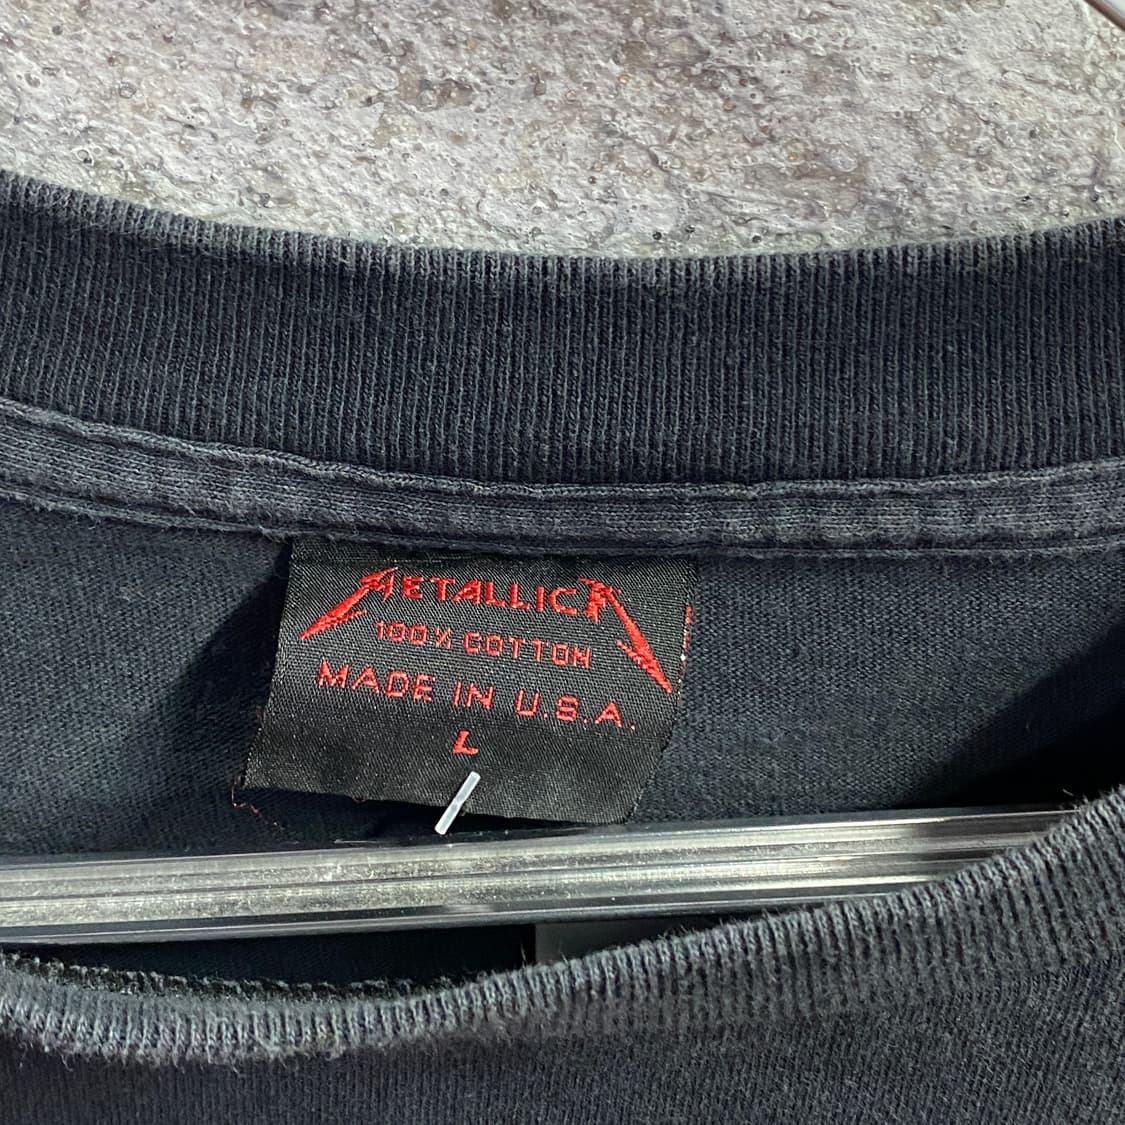 METALLICA
100% COTTON
MADE IN U.S.A.
L